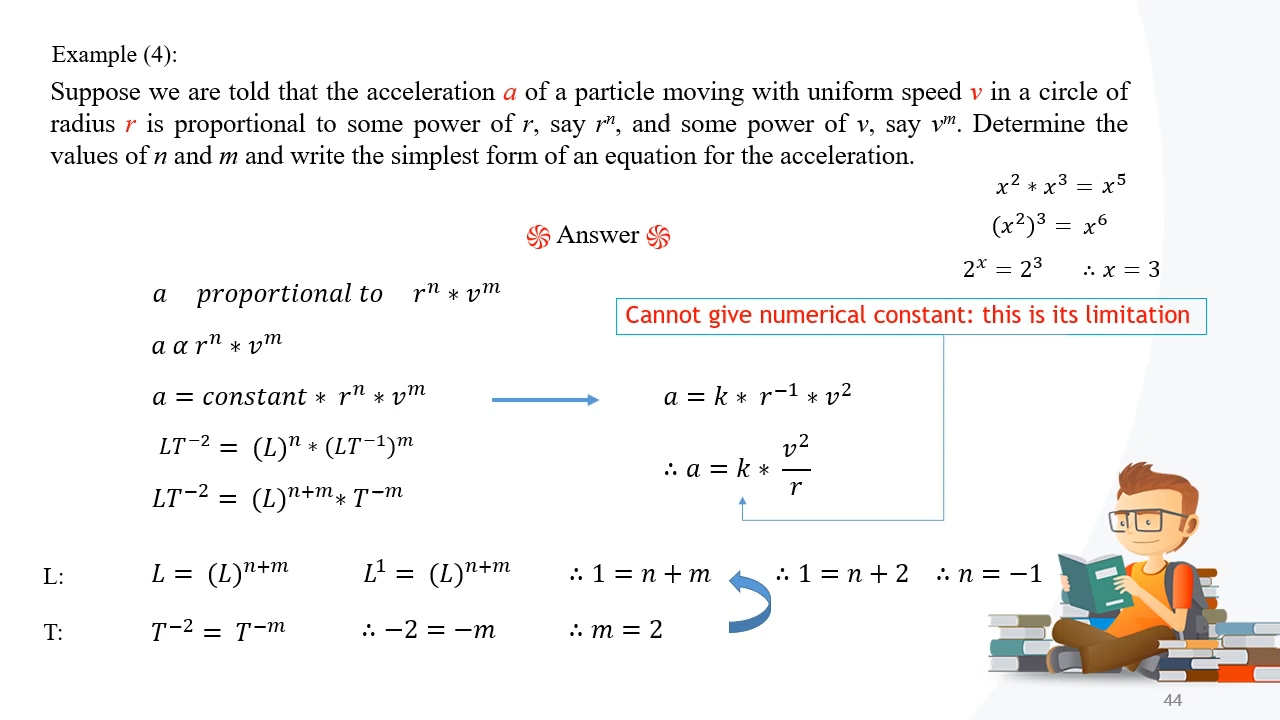 Example (4):
Suppose we are told that the acceleration a of a particle moving with uniform speed v in a circle of
radius r is proportional to some power of r, say rⁿ, and some power of v, say vᵐ. Determine the
values of n and m and write the simplest form of an equation for the acceleration.
x² * x³ = x⁵
(x²)³ = x⁶
2ˣ = 2³ ∴ x = 3
Answer
a proportional to rⁿ * vᵐ
Cannot give numerical constant: this is its limitation
a α rⁿ * vᵐ
a = constant * rⁿ * vᵐ
a = k * r⁻¹ * v²
LT⁻² = (L)ⁿ * (LT⁻¹)ᵐ
∴ a = k * v²/r
LT⁻² = (L)ⁿ⁺ᵐ * T⁻ᵐ
L: L = (L)ⁿ⁺ᵐ L¹ = (L)ⁿ⁺ᵐ ∴ 1 = n + m ∴ 1 = n + 2 ∴ n = −1
T: T⁻² = T⁻ᵐ ∴ −2 = −m ∴ m = 2
44